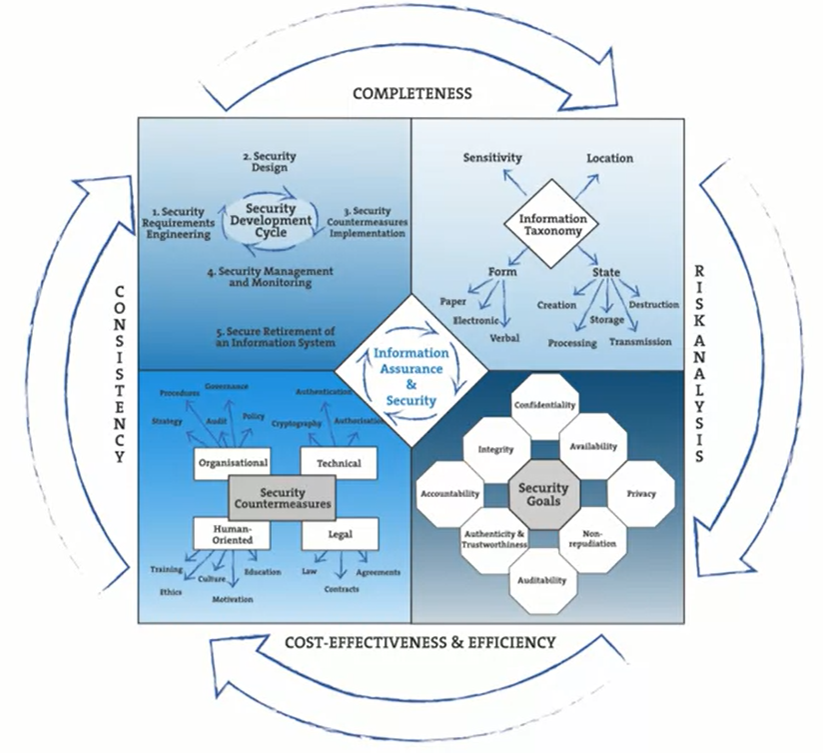 COMPLETENESS
2. Security
Design
1. Security
Requirements
Engineering
Security
Development
Cycle
3. Security
Countermeasures
Implementation
4. Security Management
and Monitoring
5. Secure Retirement of
an Information System
Sensitivity
Location
Information
Taxonomy
Form
State
Paper
Electronic
Verbal
Creation
Destruction
Storage
Processing
Transmission
CONSISTENCY
RISK ANALYSIS
Information
Assurance
&
Security
Procedures
Governance
Strategy
Audit
Policy
Authentication
Cryptography
Authorisation
Organisational
Technical
Security
Countermeasures
Human-
Oriented
Legal
Training
Culture
Education
Ethics
Motivation
Law
Agreements
Contracts
Confidentiality
Integrity
Availability
Accountability
Security
Goals
Privacy
Authenticity &
Trustworthiness
Non-
repudiation
Auditability
COST-EFFECTIVENESS & EFFICIENCY